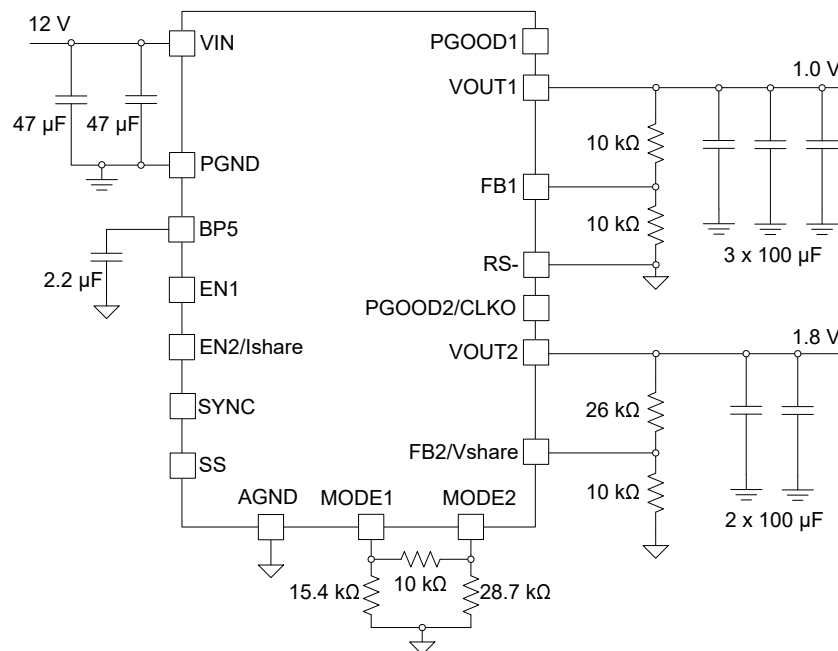 12 V
VIN
PGOOD1
VOUT1
1.0 V
47 µF
47 µF
10 kΩ
PGND
FB1
10 kΩ
BP5
RS-
3 x 100 µF
2.2 µF
EN1
PGOOD2/CLKO
EN2/Ishare
VOUT2
1.8 V
SYNC
26 kΩ
SS
FB2/Vshare
10 kΩ
AGND
MODE1
MODE2
2 x 100 µF
15.4 kΩ
10 kΩ
28.7 kΩ